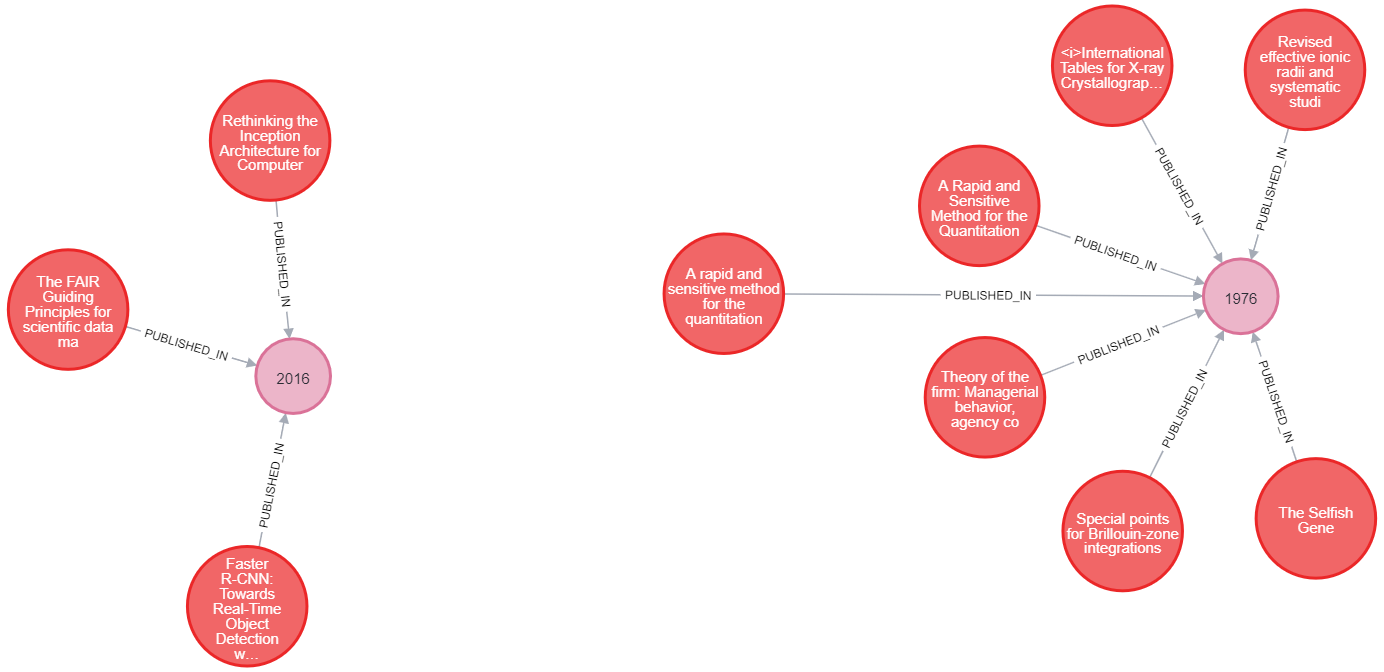 Rethinking the
Inception
Architecture for
Computer
PUBLISHED_IN
The FAIR
Guiding
Principles for
scientific data
ma
PUBLISHED_IN
2016
PUBLISHED_IN
Faster
R-CNN:
Towards
Real-Time
Object
Detection
w…
<i>International
Tables for X-ray
Crystallograp…
PUBLISHED_IN
Revised
effective ionic
radii and
systematic
studi
PUBLISHED_IN
A Rapid and
Sensitive
Method for the
Quantitation
PUBLISHED_IN
A rapid and
sensitive method
for the
quantitation
PUBLISHED_IN
1976
Theory of the
firm: Managerial
behavior,
agency co
PUBLISHED_IN
PUBLISHED_IN
Special points
for Brillouin-zone
integrations
PUBLISHED_IN
The Selfish
Gene